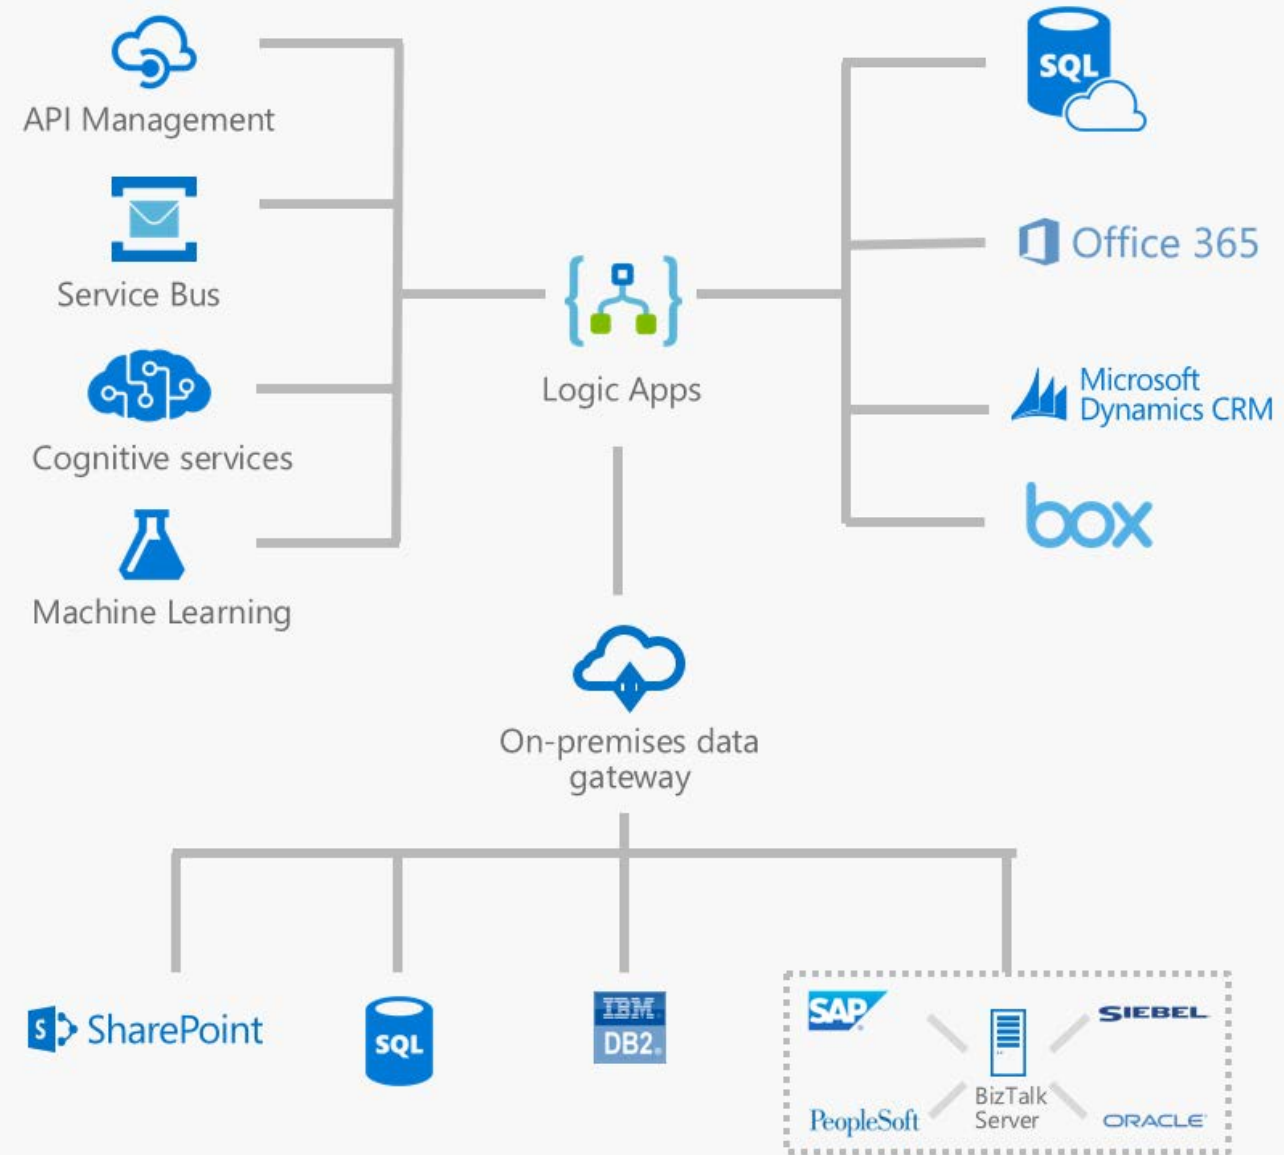 API Management
Service Bus
Cognitive services
Machine Learning
Logic Apps
SQL
Office 365
Microsoft
Dynamics CRM
box
On-premises data
gateway
S
SharePoint
SQL
IBM
DB2
SAP
SIEBEL
BizTalk
Server
PeopleSoft
ORACLE